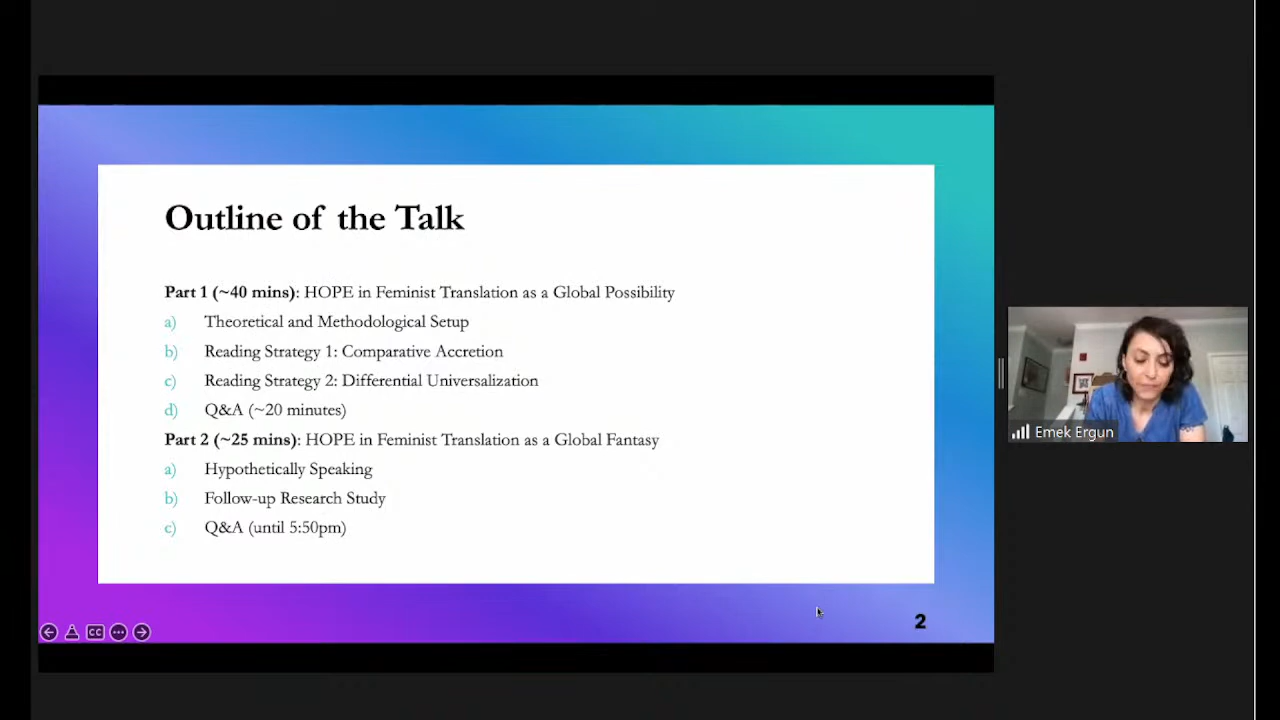 Outline of the Talk
Part 1 (~40 mins): HOPE in Feminist Translation as a Global Possibility
a) Theoretical and Methodological Setup
b) Reading Strategy 1: Comparative Accretion
c) Reading Strategy 2: Differential Universalization
d) Q&A (~20 minutes)
Part 2 (~25 mins): HOPE in Feminist Translation as a Global Fantasy
a) Hypothetically Speaking
b) Follow-up Research Study
c) Q&A (until 5:50pm)
Emek Ergun
CC
2